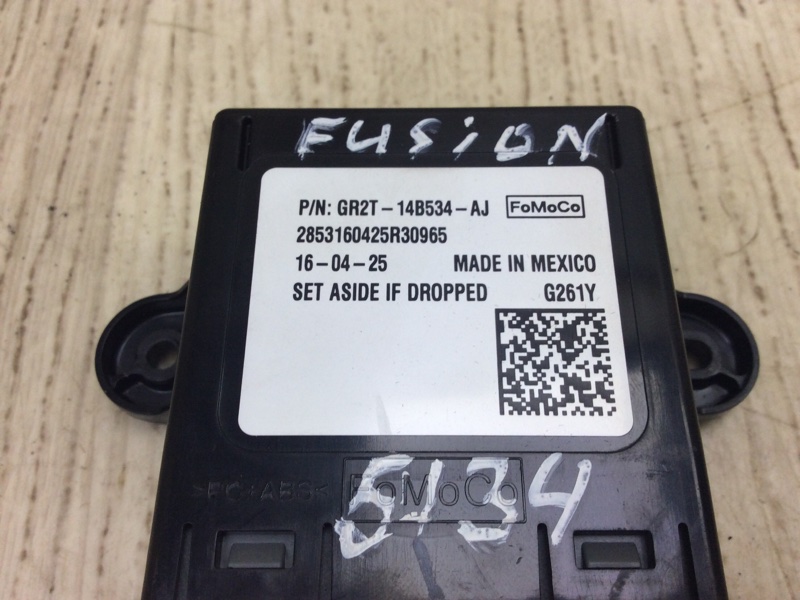 FUSiON
P/N: GR2T-14B534-AJ FoMoCo
2853160425R30965
16-04-25 MADE IN MEXICO
SET ASIDE IF DROPPED G261Y
>PC+ABS< FoMoCo
5134